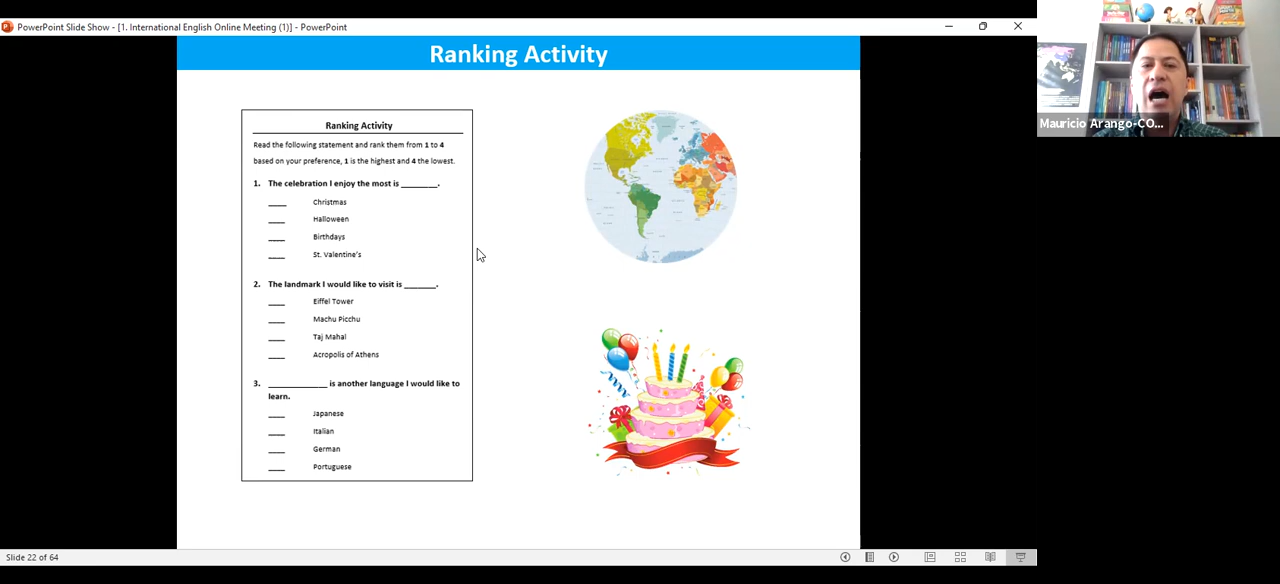 PowerPoint Slide Show - [1. International English Online Meeting (1)] - PowerPoint
Ranking Activity
Ranking Activity
Read the following statement and rank them from 1 to 4
based on your preference, 1 is the highest and 4 the lowest.
1. The celebration I enjoy the most is ________.
____ Christmas
____ Halloween
____ Birthdays
____ St. Valentine's
2. The landmark I would like to visit is _______.
____ Eiffel Tower
____ Machu Picchu
____ Taj Mahal
____ Acropolis of Athens
3. _____________ is another language I would like to
learn.
____ Japanese
____ Italian
____ German
____ Portuguese
Mauricio Arango-CO...
Slide 22 of 64